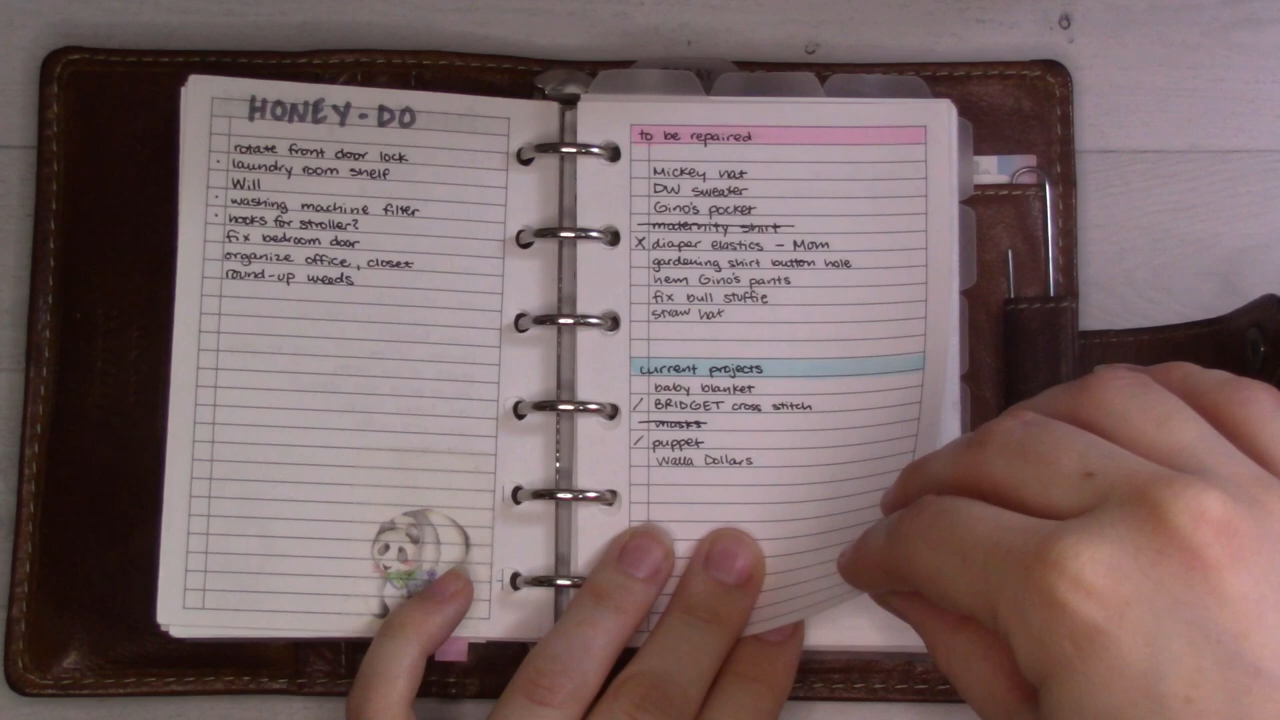 HONEY-DO
rotate front door lock
· laundry room shelf
Will
· washing machine filter
· hooks for stroller?
fix bedroom door
organize office, closet
round-up weeds
to be repaired
Mickey hat
DW sweater
Gino's pocket
maternity shirt
X diaper elastics - Mom
gardening shirt button hole
hem Gino's pants
fix bull stuffie
straw hat
current projects
baby blanket
/ BRIDGET cross stitch
masks
/ puppet
Walla Dollars